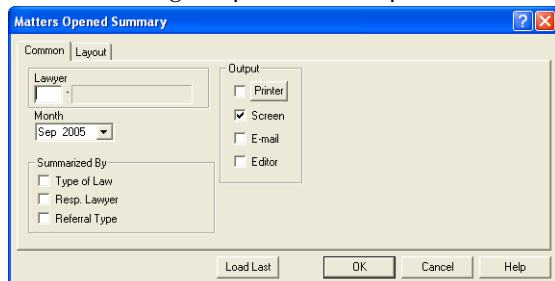 Matters Opened Summary
Common Layout
Lawyer
-
Month
Sep 2005
Summarized By
Type of Law
Resp. Lawyer
Referral Type
Output
Printer
Screen
E-mail
Editor
Load Last OK Cancel Help